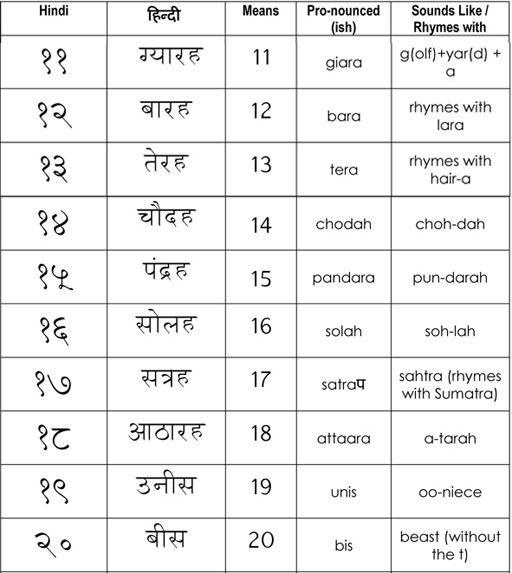 Hindi हिन्दी Means Pro-nounced (ish) Sounds Like / Rhymes with
११ ग्यारह 11 giara g(olf)+yar(d) + a
१२ बारह 12 bara rhymes with lara
१३ तेरह 13 tera rhymes with hair-a
१४ चौदह 14 chodah choh-dah
१५ पंद्रह 15 pandara pun-darah
१६ सोलह 16 solah soh-lah
१७ सत्रह 17 satraप sahtra (rhymes with Sumatra)
१८ आठारह 18 attaara a-tarah
१९ उनीस 19 unis oo-niece
२० बीस 20 bis beast (without the t)